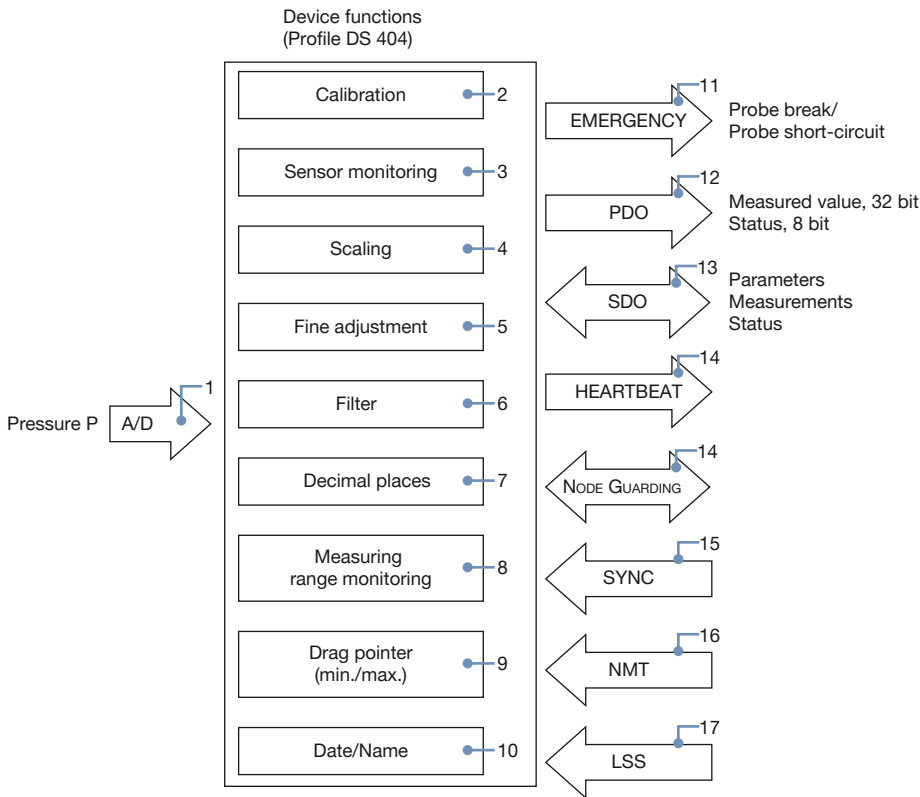 Device functions
(Profile DS 404)
Calibration
2
Sensor monitoring
3
Scaling
4
Fine adjustment
5
Pressure P
A/D
1
Filter
6
Decimal places
7
Measuring
range monitoring
8
Drag pointer
(min./max.)
9
Date/Name
10
EMERGENCY
11
Probe break/
Probe short-circuit
PDO
12
Measured value, 32 bit
Status, 8 bit
SDO
13
Parameters
Measurements
Status
HEARTBEAT
14
NODE GUARDING
14
SYNC
15
NMT
16
LSS
17